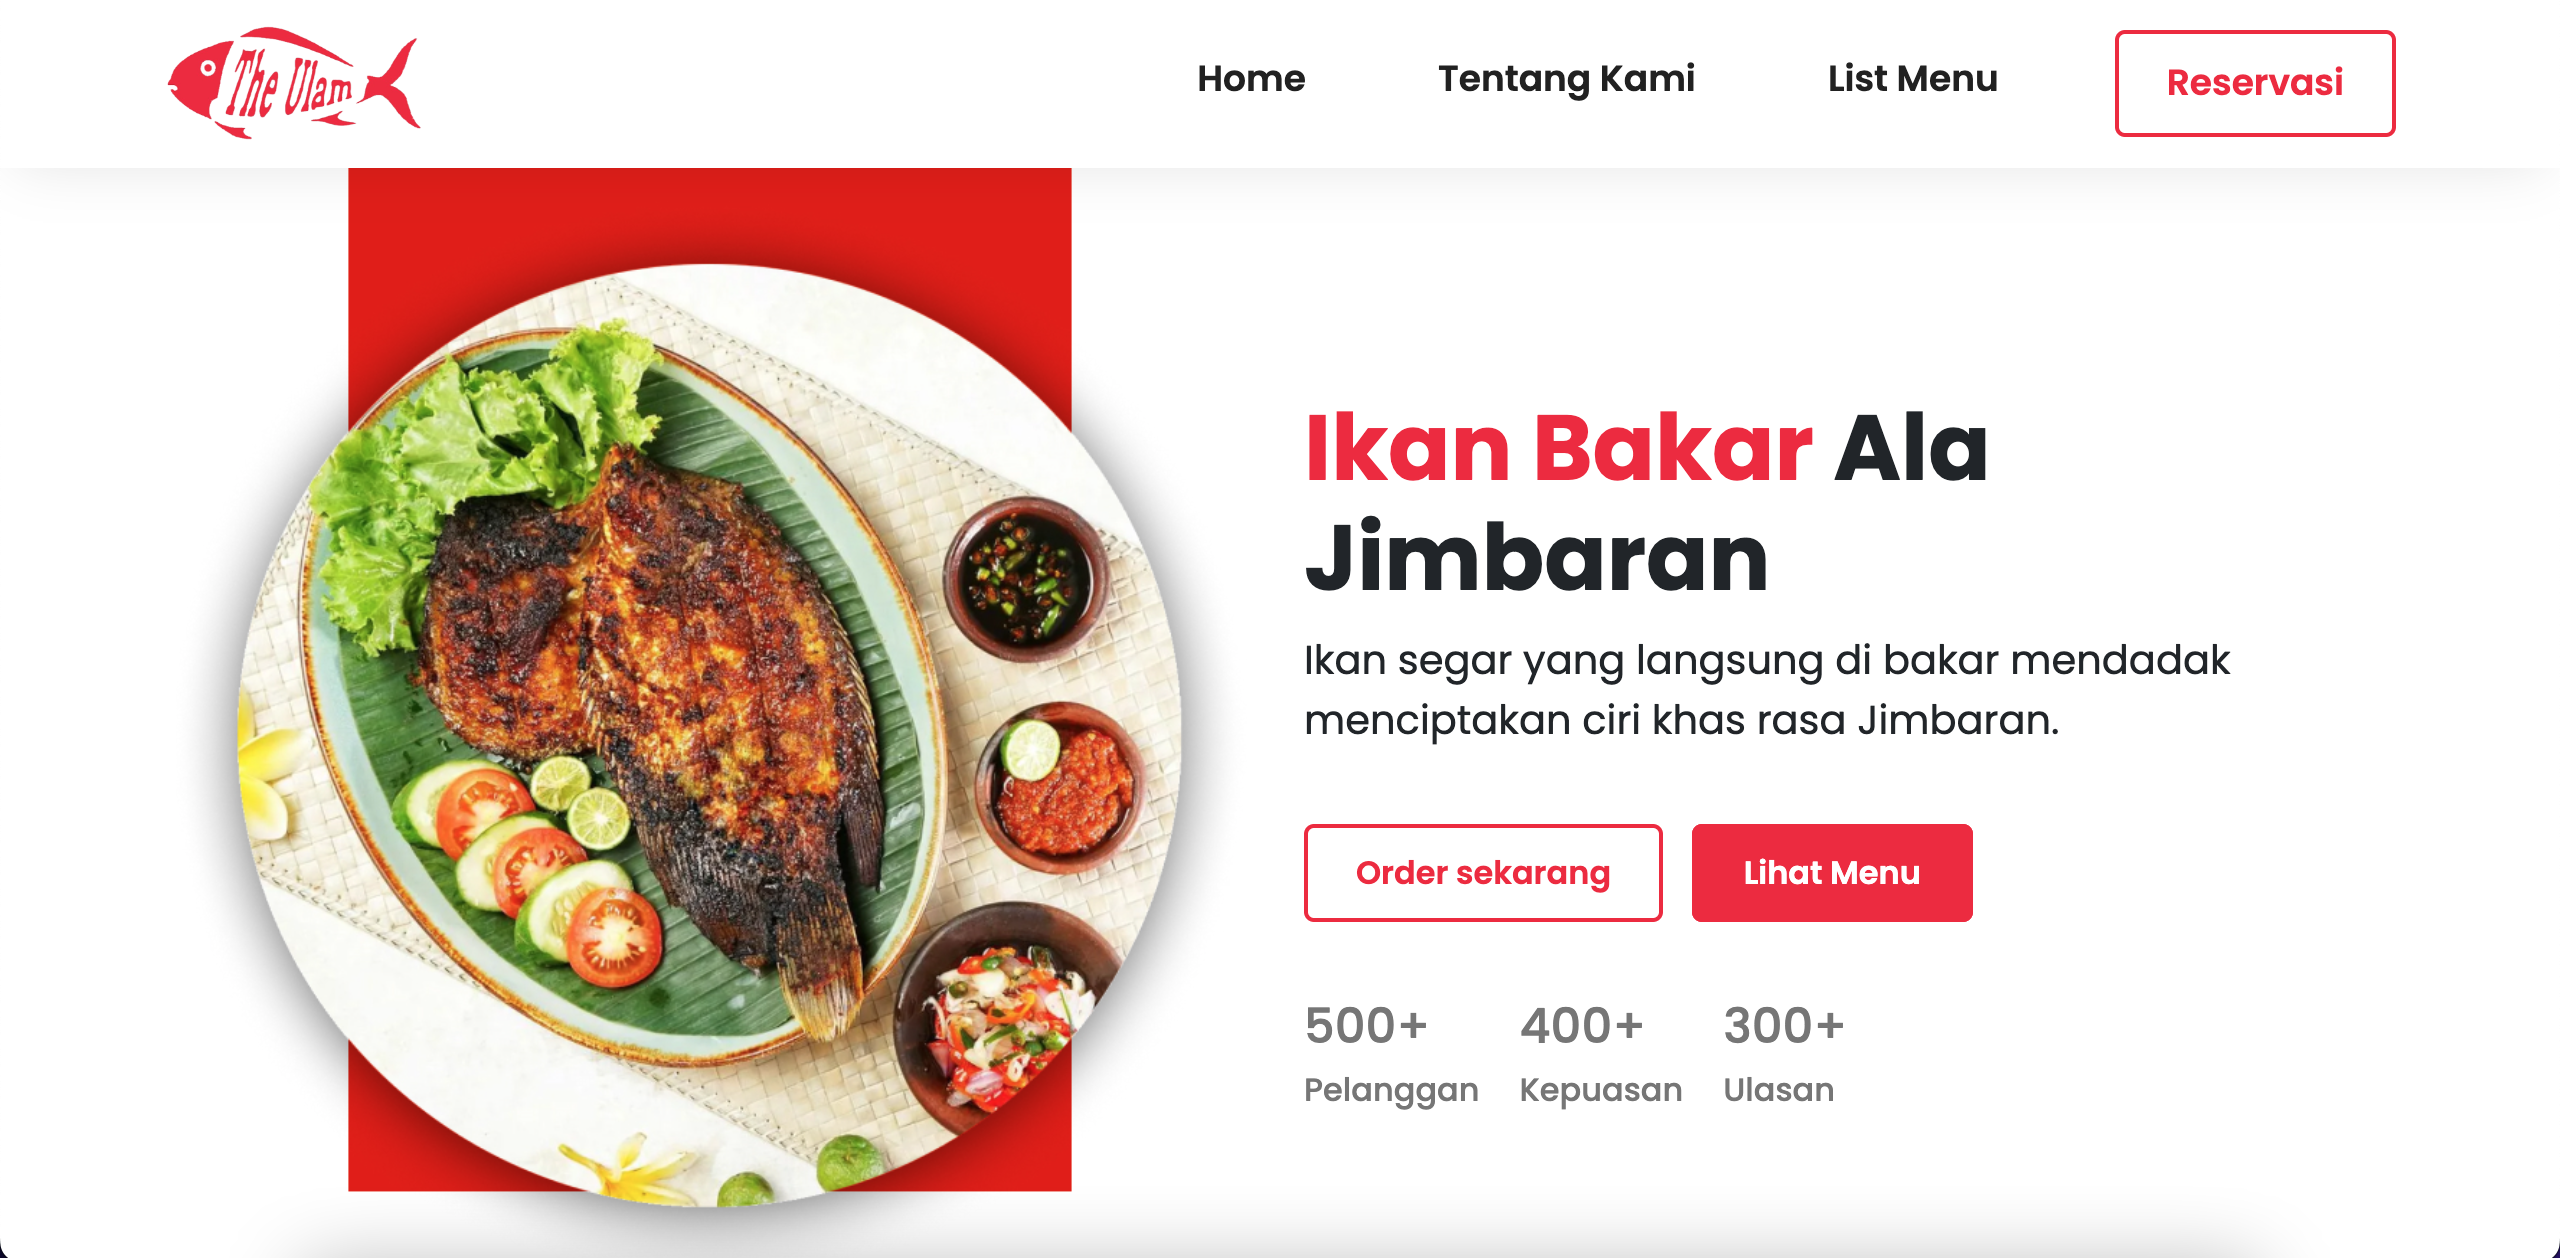 The Ulam
Home
Tentang Kami
List Menu
Reservasi
Ikan Bakar Ala
Jimbaran
Ikan segar yang langsung di bakar mendadak
menciptakan ciri khas rasa Jimbaran.
Order sekarang
Lihat Menu
500+
Pelanggan
400+
Kepuasan
300+
Ulasan